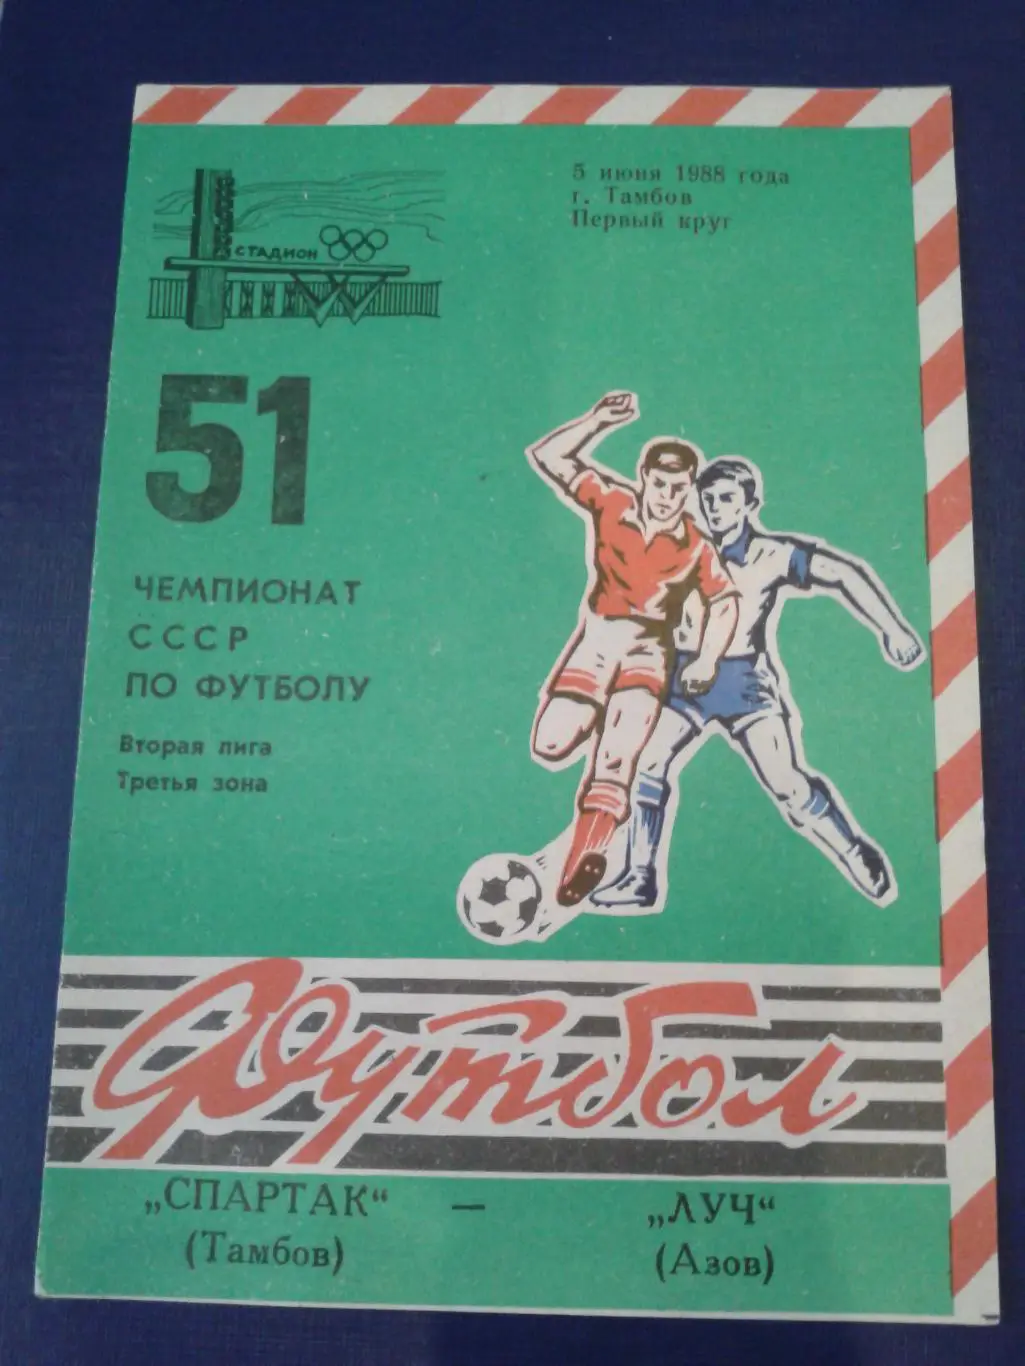 СТАДИОН
5 июня 1988 года
г. Тамбов
Первый круг
51
ЧЕМПИОНАТ
СССР
ПО ФУТБОЛУ
Вторая лига
Третья зона
Футбол
„СПАРТАК“ — „ЛУЧ“
(Тамбов) (Азов)